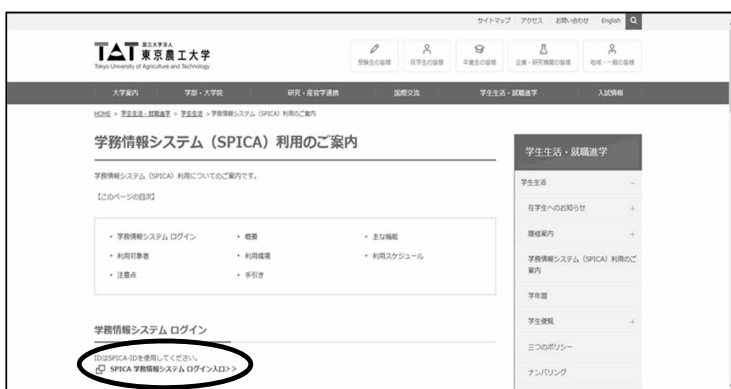 サイトマップ アクセス お問い合わせ English
国立大学法人
TAT 東京農工大学
Tokyo University of Agriculture and Technology
受験生の皆様 在学生の皆様 卒業生の皆様 企業・研究機関の皆様 地域・一般の皆様
大学案内 学部・大学院 研究・産官学連携 国際交流 学生生活・就職進学 入試情報
HOME > 学生生活・就職進学 > 学生生活 > 学務情報システム（SPICA）利用のご案内
学務情報システム（SPICA）利用のご案内
学務情報システム（SPICA）利用についてのご案内です。
【このページの目次】
・ 学務情報システム ログイン ・ 概要 ・ 主な機能
・ 利用対象者 ・ 利用環境 ・ 利用スケジュール
・ 注意点 ・ 手引き
学務情報システム ログイン
IDはSPICA-IDを使用してください。
SPICA 学務情報システム ログイン入口>>
学生生活・就職進学
学生生活 −
在学生へのお知らせ +
履修案内 +
学務情報システム（SPICA）利用のご
案内
学年暦
学生便覧 +
三つのポリシー
ナンバリング